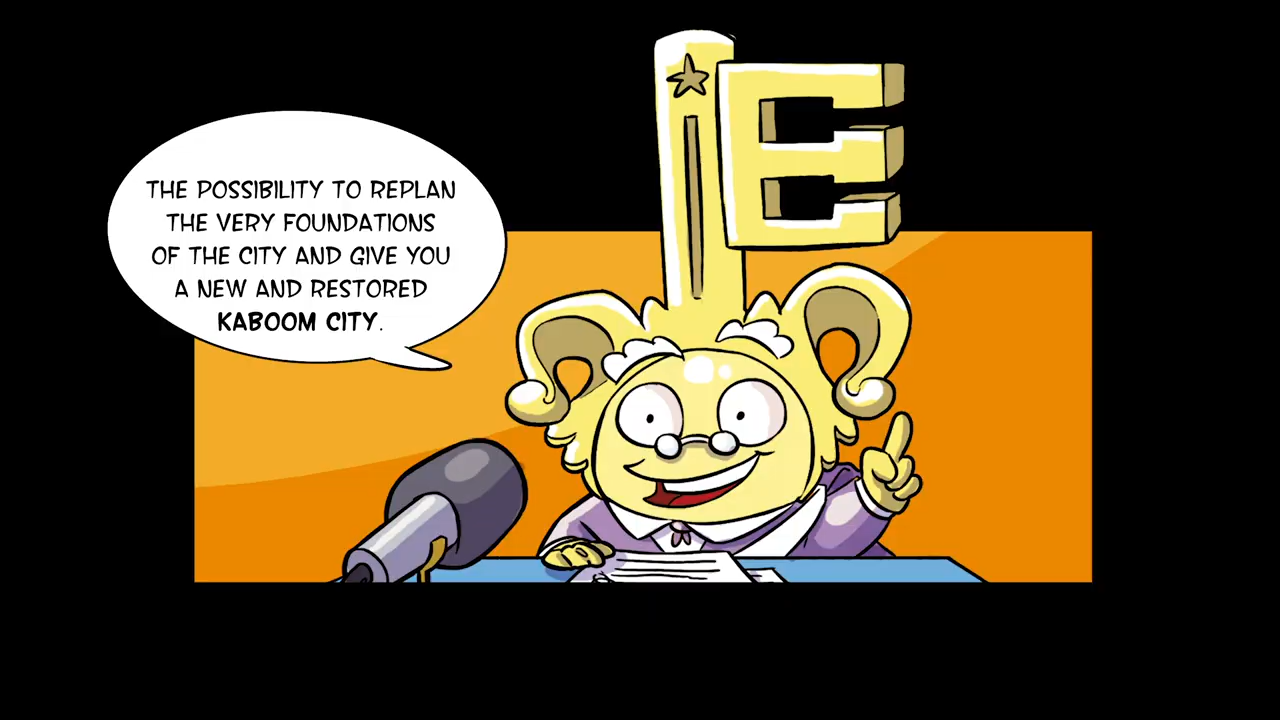 E
THE POSSIBILITY TO REPLAN
THE VERY FOUNDATIONS
OF THE CITY AND GIVE YOU
A NEW AND RESTORED
KABOOM CITY.